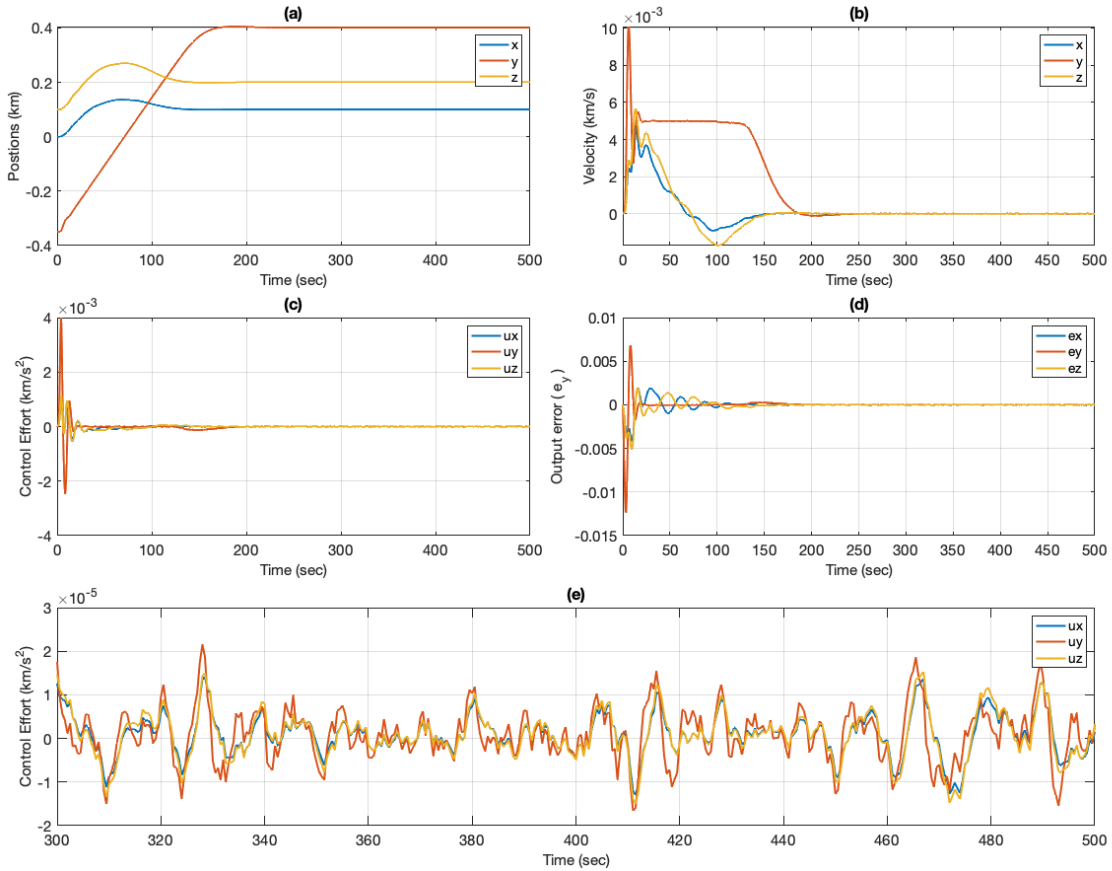 (a)
0.4
0.2
0
-0.2
-0.4
Postions (km)
0 100 200 300 400 500
Time (sec)
x
y
z
(b)
×10-3
10
8
6
4
2
0
Velocity (km/s)
0 50 100 150 200 250 300 350 400 450 500
Time (sec)
x
y
z
(c)
×10-3
4
2
0
-2
-4
Control Effort (km/s2)
0 100 200 300 400 500
Time (sec)
ux
uy
uz
(d)
0.01
0.005
0
-0.005
-0.01
-0.015
Output error ( ey )
0 50 100 150 200 250 300 350 400 450 500
Time (sec)
ex
ey
ez
(e)
×10-5
3
2
1
0
-1
-2
Control Effort (km/s2)
300 320 340 360 380 400 420 440 460 480 500
Time (sec)
ux
uy
uz